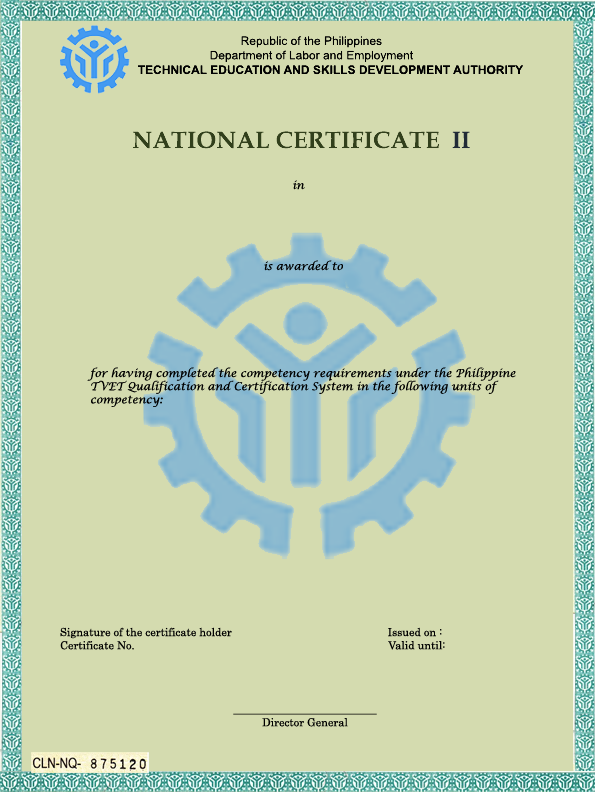 Republic of the Philippines
Department of Labor and Employment
TECHNICAL EDUCATION AND SKILLS DEVELOPMENT AUTHORITY
NATIONAL CERTIFICATE II
in
is awarded to
for having completed the competency requirements under the Philippine
TVET Qualification and Certification System in the following units of
competency:
Signature of the certificate holder
Certificate No.
Issued on :
Valid until:
Director General
CLN-NQ- 875120